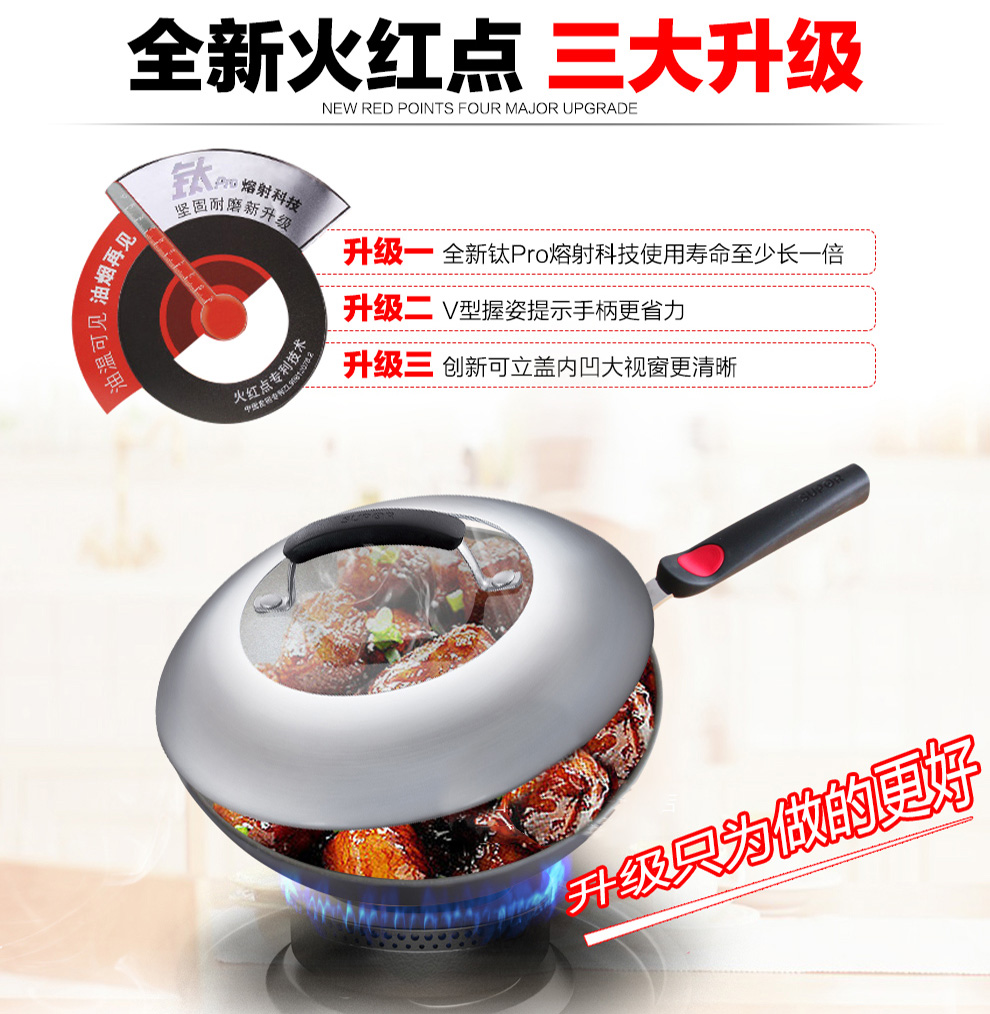 全新火红点 三大升级
NEW RED POINTS FOUR MAJOR UPGRADE
钛Pro 熔射科技
坚固耐磨新升级
油温可见 油烟再见
火红点专利技术
升级一 全新钛Pro熔射科技使用寿命至少长一倍
升级二 V型握姿提示手柄更省力
升级三 创新可立盖内凹大视窗更清晰
SUPOR
SUPOR
升级只为做的更好